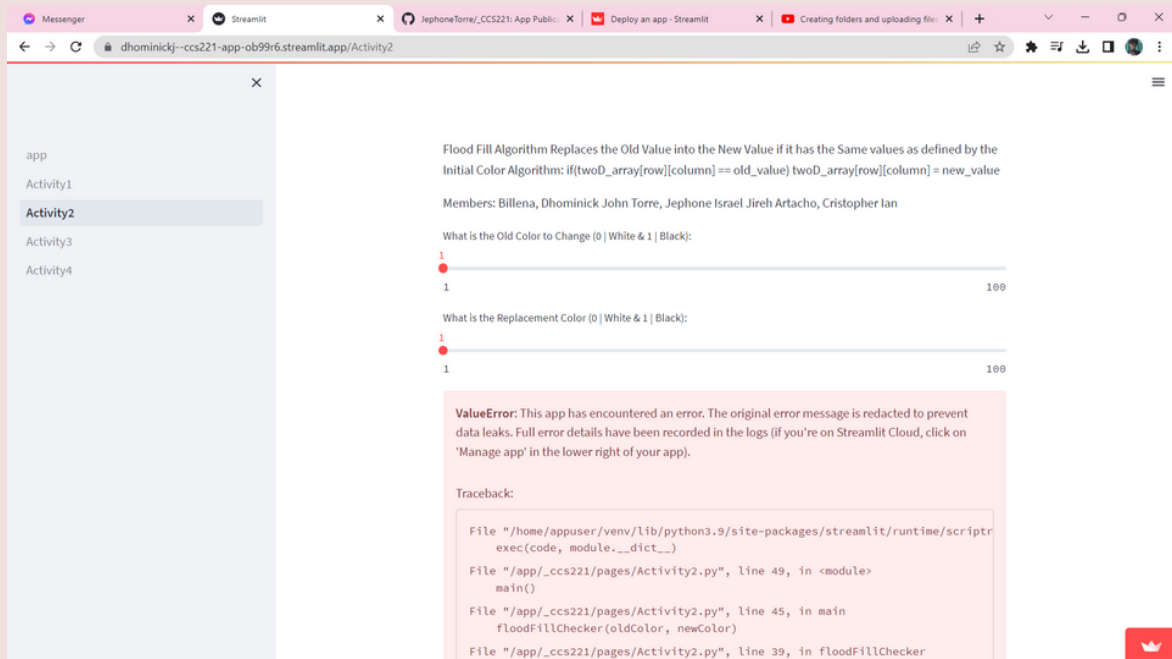 Messenger
Streamlit
JephoneTorre/_CCS221: App Public
Deploy an app · Streamlit
Creating folders and uploading file
dhominickj--ccs221-app-ob99r6.streamlit.app/Activity2
app
Activity1
Activity2
Activity3
Activity4
Flood Fill Algorithm Replaces the Old Value into the New Value if it has the Same values as defined by the
Initial Color Algorithm: if(twoD_array[row][column] == old_value) twoD_array[row][column] = new_value
Members: Billena, Dhominick John Torre, Jephone Israel Jireh Artacho, Cristopher Ian
What is the Old Color to Change (0 | White & 1 | Black):
1
1 100
What is the Replacement Color (0 | White & 1 | Black):
1
1 100
ValueError: This app has encountered an error. The original error message is redacted to prevent
data leaks. Full error details have been recorded in the logs (if you're on Streamlit Cloud, click on
'Manage app' in the lower right of your app).
Traceback:
File "/home/appuser/venv/lib/python3.9/site-packages/streamlit/runtime/scriptr
exec(code, module.__dict__)
File "/app/_ccs221/pages/Activity2.py", line 49, in <module>
main()
File "/app/_ccs221/pages/Activity2.py", line 45, in main
floodFillChecker(oldColor, newColor)
File "/app/_ccs221/pages/Activity2.py", line 39, in floodFillChecker